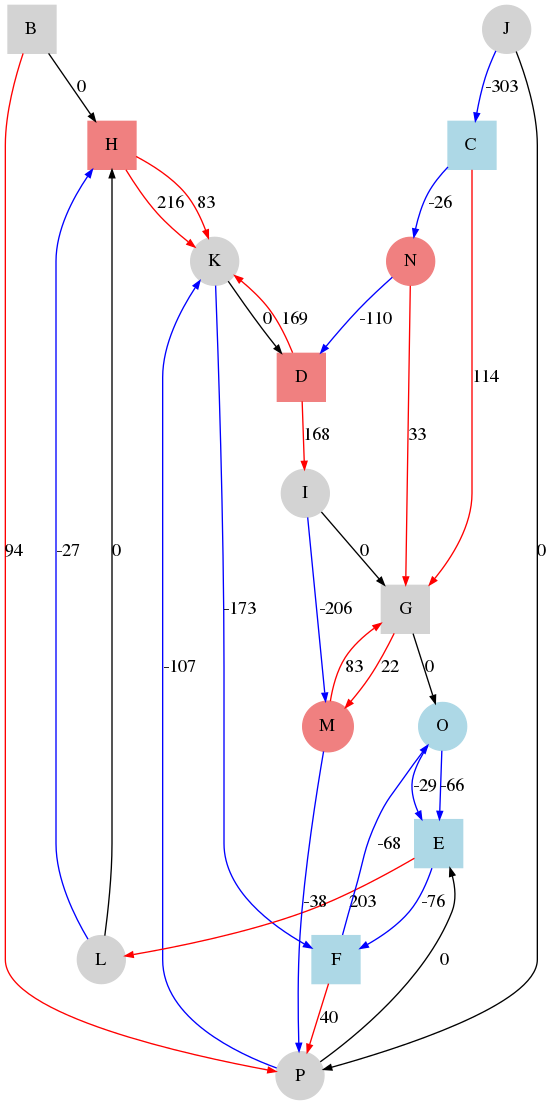 B J
0 -303
H C
216 83 -26
K N
0 169 -110
D
168 114
33
I
94 -27 0 0 0
-173 -206 G
-107 83 22 0
M O
-29 -66
-68 E
-38 203 -76
L F 0
40
P